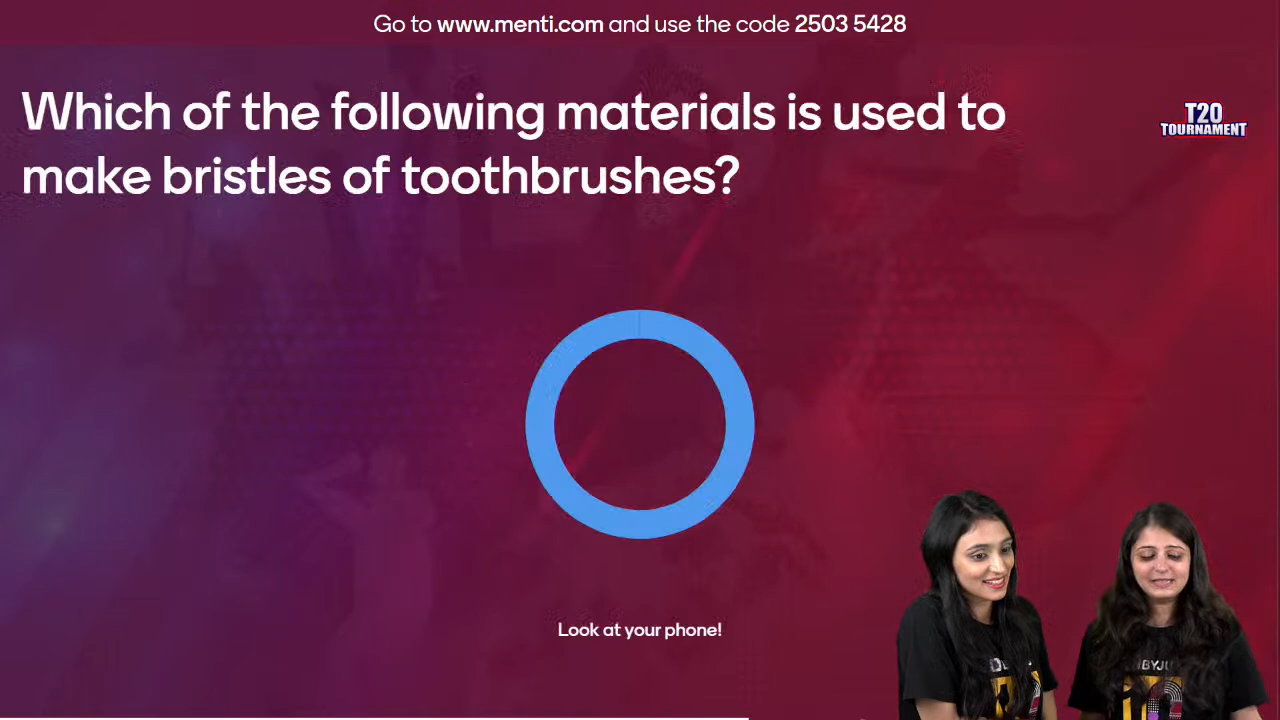 Go to www.menti.com and use the code 2503 5428
Which of the following materials is used to
make bristles of toothbrushes?
T20
TOURNAMENT
Look at your phone!